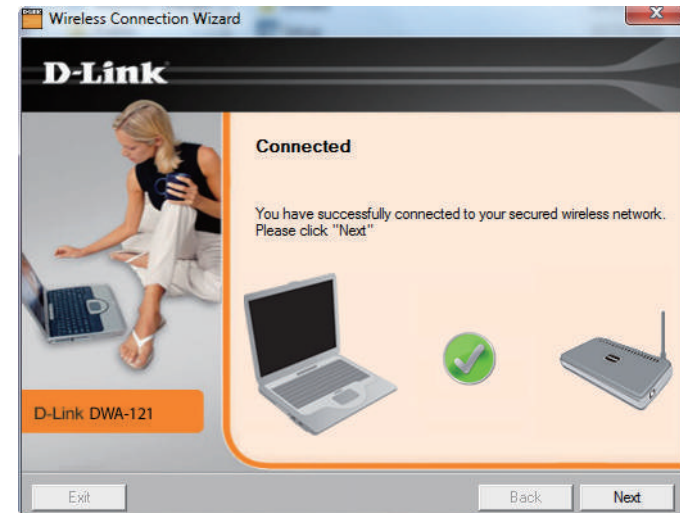 Wireless Connection Wizard
D-Link
Connected
You have successfully connected to your secured wireless network.
Please click "Next"
D-Link DWA-121
Exit
Back
Next